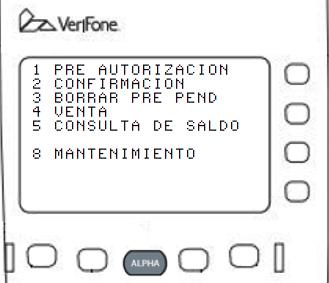 VeriFone.
1 PRE AUTORIZACION
2 CONFIRMACION
3 BORRAR PRE PEND
4 VENTA
5 CONSULTA DE SALDO
8 MANTENIMIENTO
ALPHA